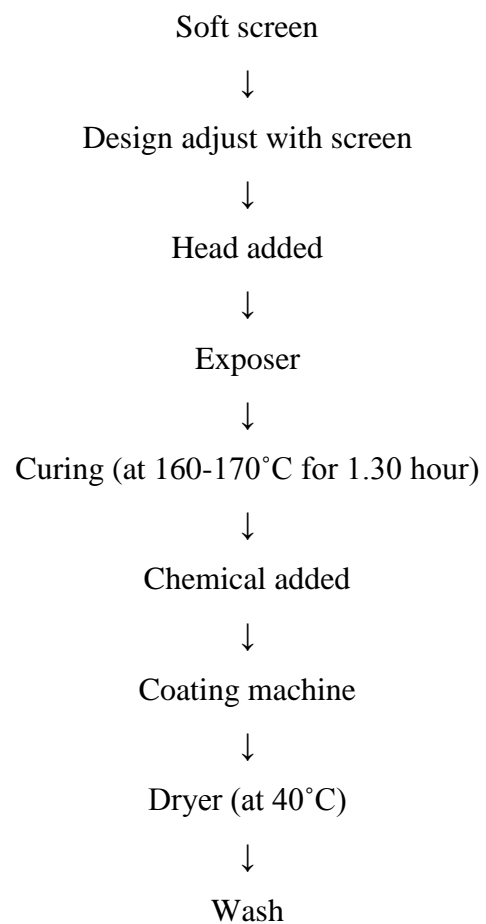 Soft screen
↓
Design adjust with screen
↓
Head added
↓
Exposer
↓
Curing (at 160-170˚C for 1.30 hour)
↓
Chemical added
↓
Coating machine
↓
Dryer (at 40˚C)
↓
Wash